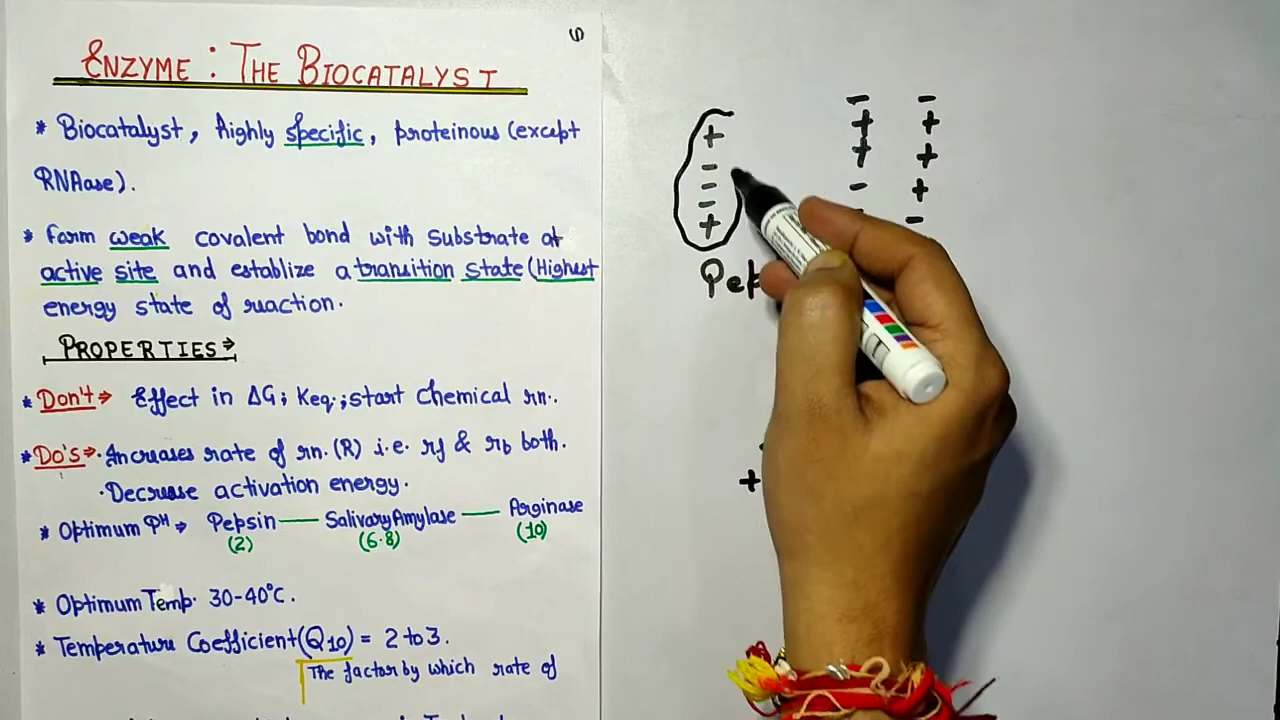 ENZYME : THE BIOCATALYST
* Biocatalyst, highly specific, proteinous (except
RNAase).
* form weak covalent bond with substrate at
active site and establize a transition state (Highest
energy state of reaction.
PROPERTIES⇒
* Don't ⇒ Effect in ΔG ; Keq. ; start chemical rn..
* Do's ⇒ · Increases rate of rn. (R) i.e. rf & rb both.
· Decrease activation energy.
* Optimum PH ⇒ Pepsin — Salivary Amylase — Arginase
(2) (6.8) (10)
* Optimum Temp. 30-40°C.
* Temperature Coefficient (Q10) = 2 to 3.
The factor by which rate of
+ - - - +
- + + -
- + + + -
Pep
+